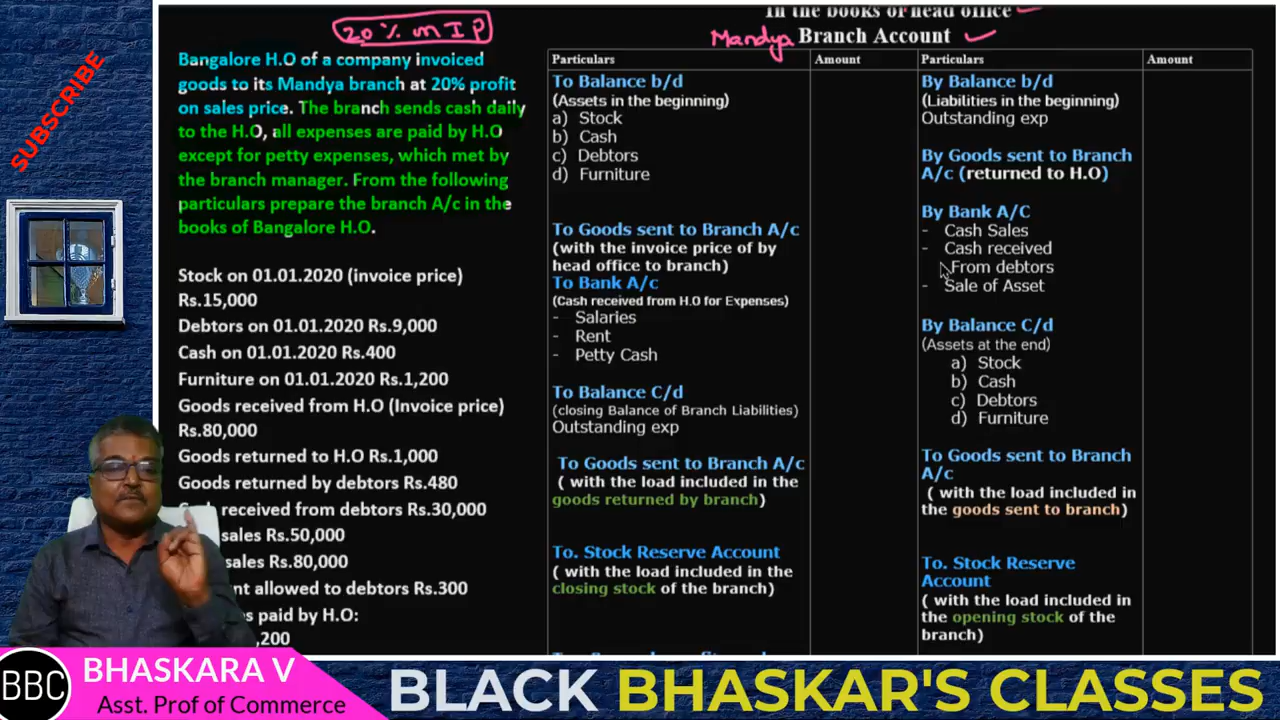 In the books of head office
20% on I P
Mandya Branch Account
SUBSCRIBE
Bangalore H.O of a company invoiced
goods to its Mandya branch at 20% profit
on sales price. The branch sends cash daily
to the H.O, all expenses are paid by H.O
except for petty expenses, which met by
the branch manager. From the following
particulars prepare the branch A/c in the
books of Bangalore H.O.
Stock on 01.01.2020 (invoice price)
Rs.15,000
Debtors on 01.01.2020 Rs.9,000
Cash on 01.01.2020 Rs.400
Furniture on 01.01.2020 Rs.1,200
Goods received from H.O (Invoice price)
Rs.80,000
Goods returned to H.O Rs.1,000
Goods returned by debtors Rs.480
received from debtors Rs.30,000
sales Rs.50,000
sales Rs.80,000
nt allowed to debtors Rs.300
s paid by H.O:
,200
Particulars Amount Particulars Amount
To Balance b/d
(Assets in the beginning)
a) Stock
b) Cash
c) Debtors
d) Furniture
To Goods sent to Branch A/c
(with the invoice price of by
head office to branch)
To Bank A/c
(Cash received from H.O for Expenses)
- Salaries
- Rent
- Petty Cash
To Balance C/d
(closing Balance of Branch Liabilities)
Outstanding exp
To Goods sent to Branch A/c
( with the load included in the
goods returned by branch)
To. Stock Reserve Account
( with the load included in the
closing stock of the branch)
By Balance b/d
(Liabilities in the beginning)
Outstanding exp
By Goods sent to Branch
A/c (returned to H.O)
By Bank A/C
- Cash Sales
- Cash received
From debtors
- Sale of Asset
By Balance C/d
(Assets at the end)
a) Stock
b) Cash
c) Debtors
d) Furniture
To Goods sent to Branch
A/c
( with the load included in
the goods sent to branch)
To. Stock Reserve
Account
( with the load included in
the opening stock of the
branch)
BBC
BHASKARA V
Asst. Prof of Commerce
BLACK BHASKAR'S CLASSES